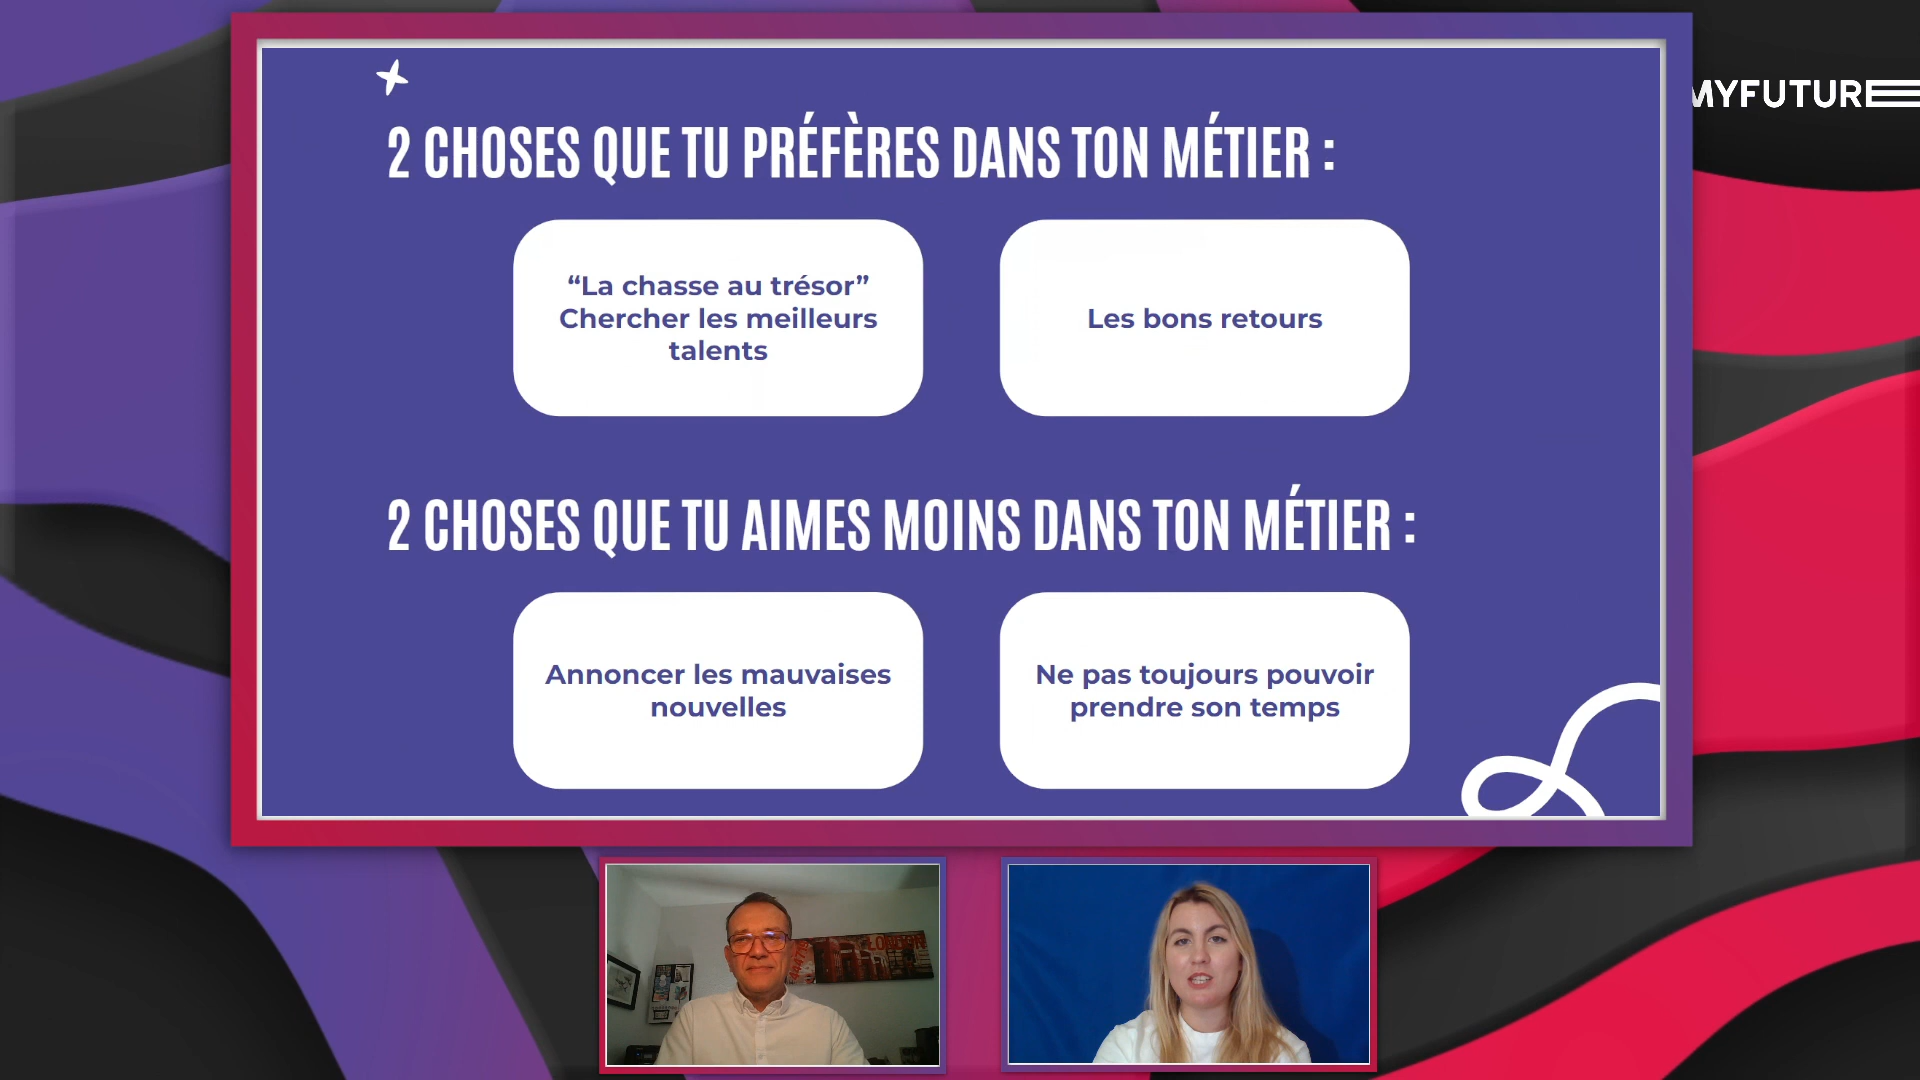 MYFUTURE
2 CHOSES QUE TU PRÉFÈRES DANS TON MÉTIER :
“La chasse au trésor”
Chercher les meilleurs
talents
Les bons retours
2 CHOSES QUE TU AIMES MOINS DANS TON MÉTIER :
Annoncer les mauvaises
nouvelles
Ne pas toujours pouvoir
prendre son temps
LONDON